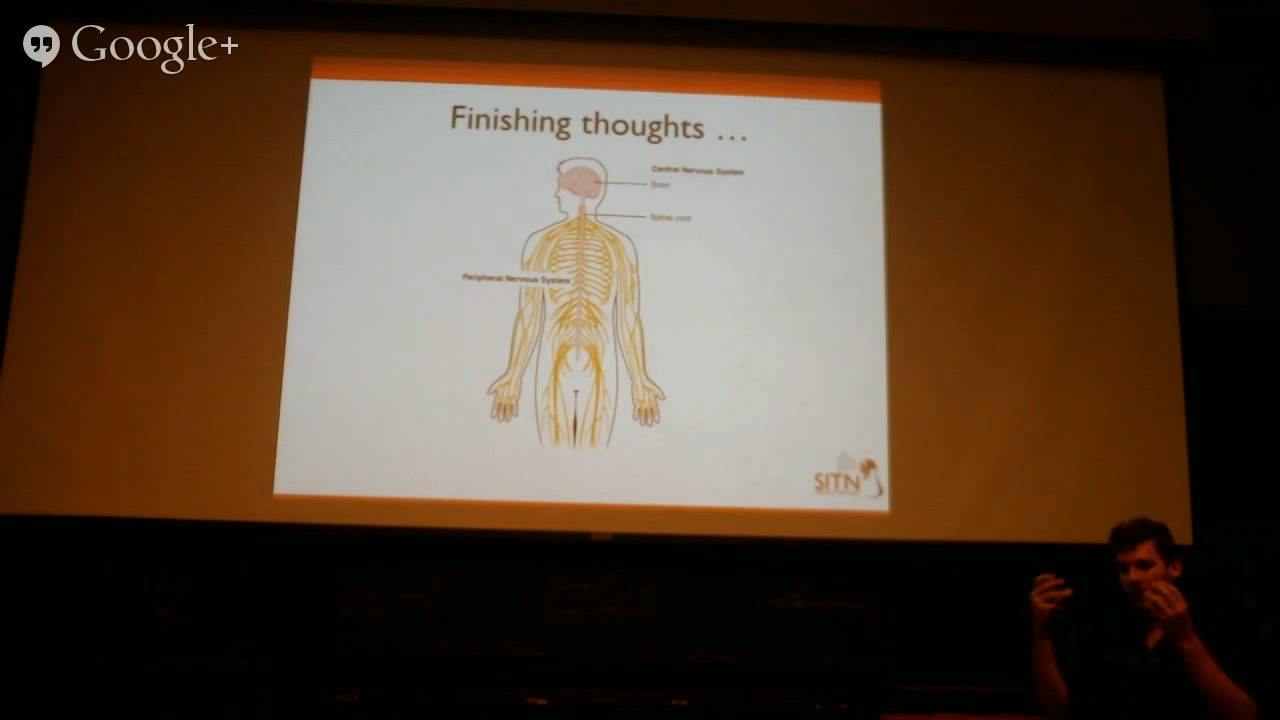 Google+
Finishing thoughts ...
Central Nervous System
Brain
Spinal cord
Peripheral Nervous System
SITN